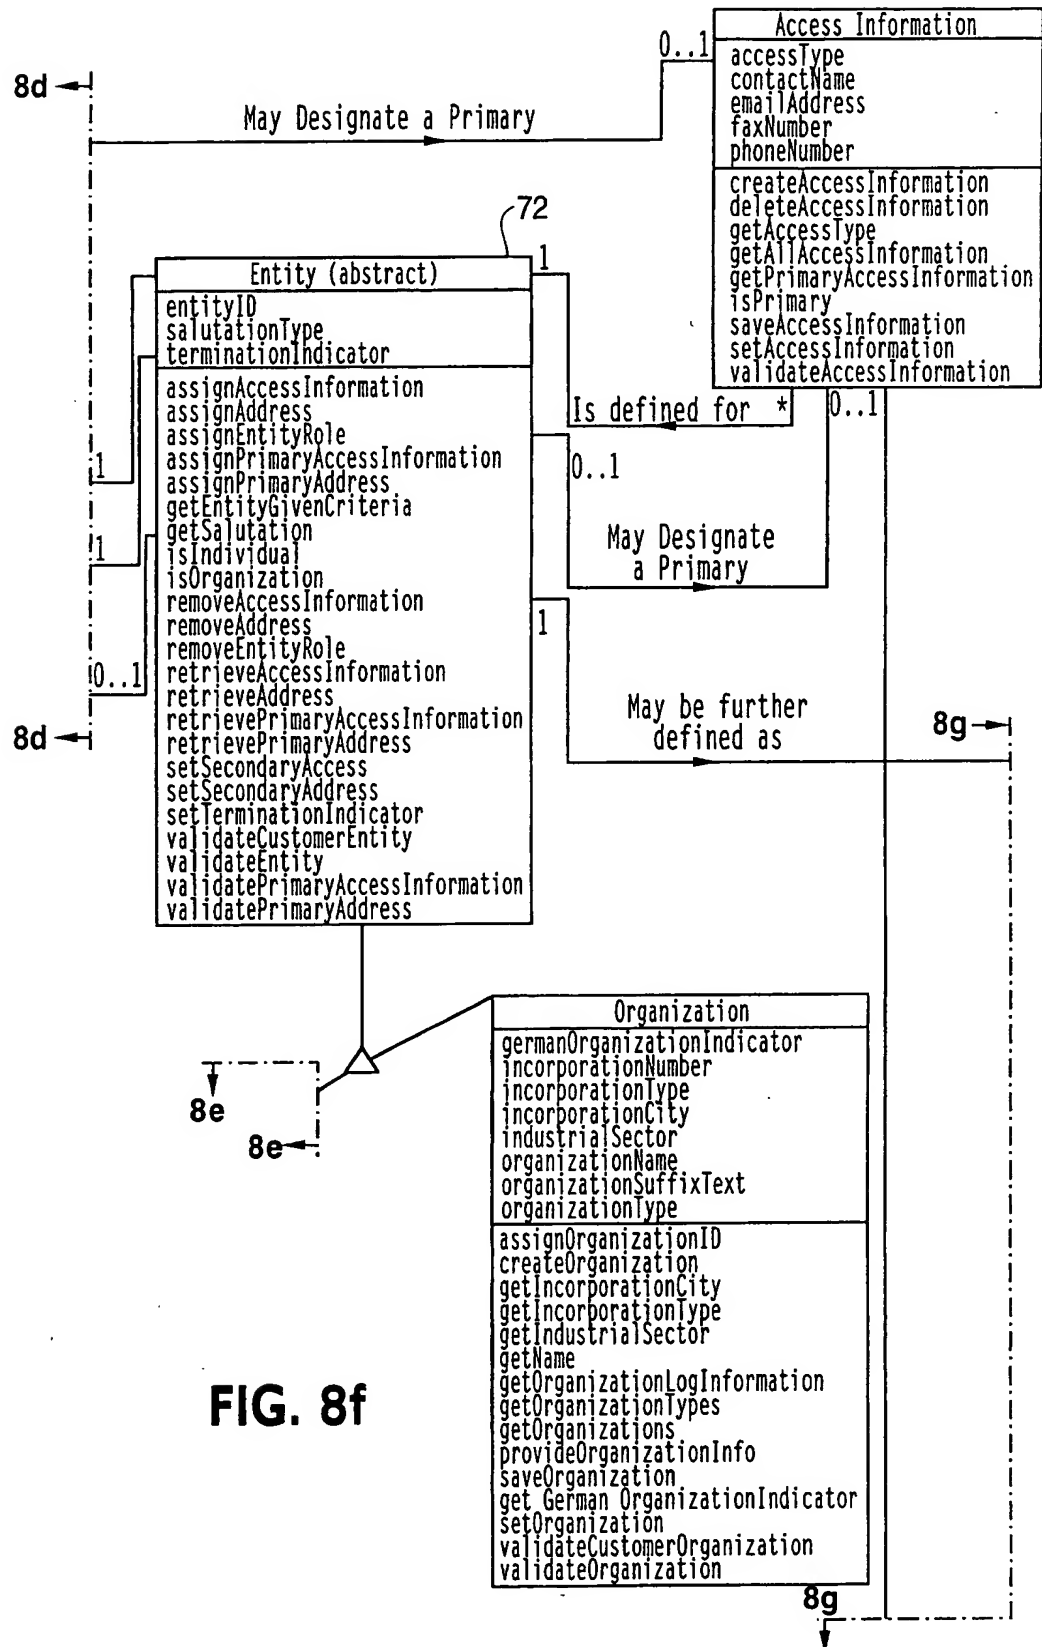 Access Information
accessType
contactName
emailAddress
faxNumber
phoneNumber
createAccessInformation
deleteAccessInformation
getAccessType
getAllAccessInformation
getPrimaryAccessInformation
isPrimary
saveAccessInformation
setAccessInformation
validateAccessInformation
0..1
8d
May Designate a Primary
72
Entity (abstract)
entityID
salutationType
terminationIndicator
assignAccessInformation
assignAddress
assignEntityRole
assignPrimaryAccessInformation
assignPrimaryAddress
getEntityGivenCriteria
getSalutation
isIndividual
isOrganization
removeAccessInformation
removeAddress
removeEntityRole
retrieveAccessInformation
retrieveAddress
retrievePrimaryAccessInformation
retrievePrimaryAddress
setSecondaryAccess
setSecondaryAddress
setTerminationIndicator
validateCustomerEntity
validateEntity
validatePrimaryAccessInformation
validatePrimaryAddress
1
Is defined for *
0..1
0..1
May Designate
a Primary
1
May be further
defined as
1
1
0..1
8d
8g
Organization
germanOrganizationIndicator
incorporationNumber
incorporationType
incorporationCity
industrialSector
organizationName
organizationSuffixText
organizationType
assignOrganizationID
createOrganization
getIncorporationCity
getIncorporationType
getIndustrialSector
getName
getOrganizationLogInformation
getOrganizationTypes
getOrganizations
provideOrganizationInfo
saveOrganization
get German OrganizationIndicator
setOrganization
validateCustomerOrganization
validateOrganization
8e
8e
FIG. 8f
8g